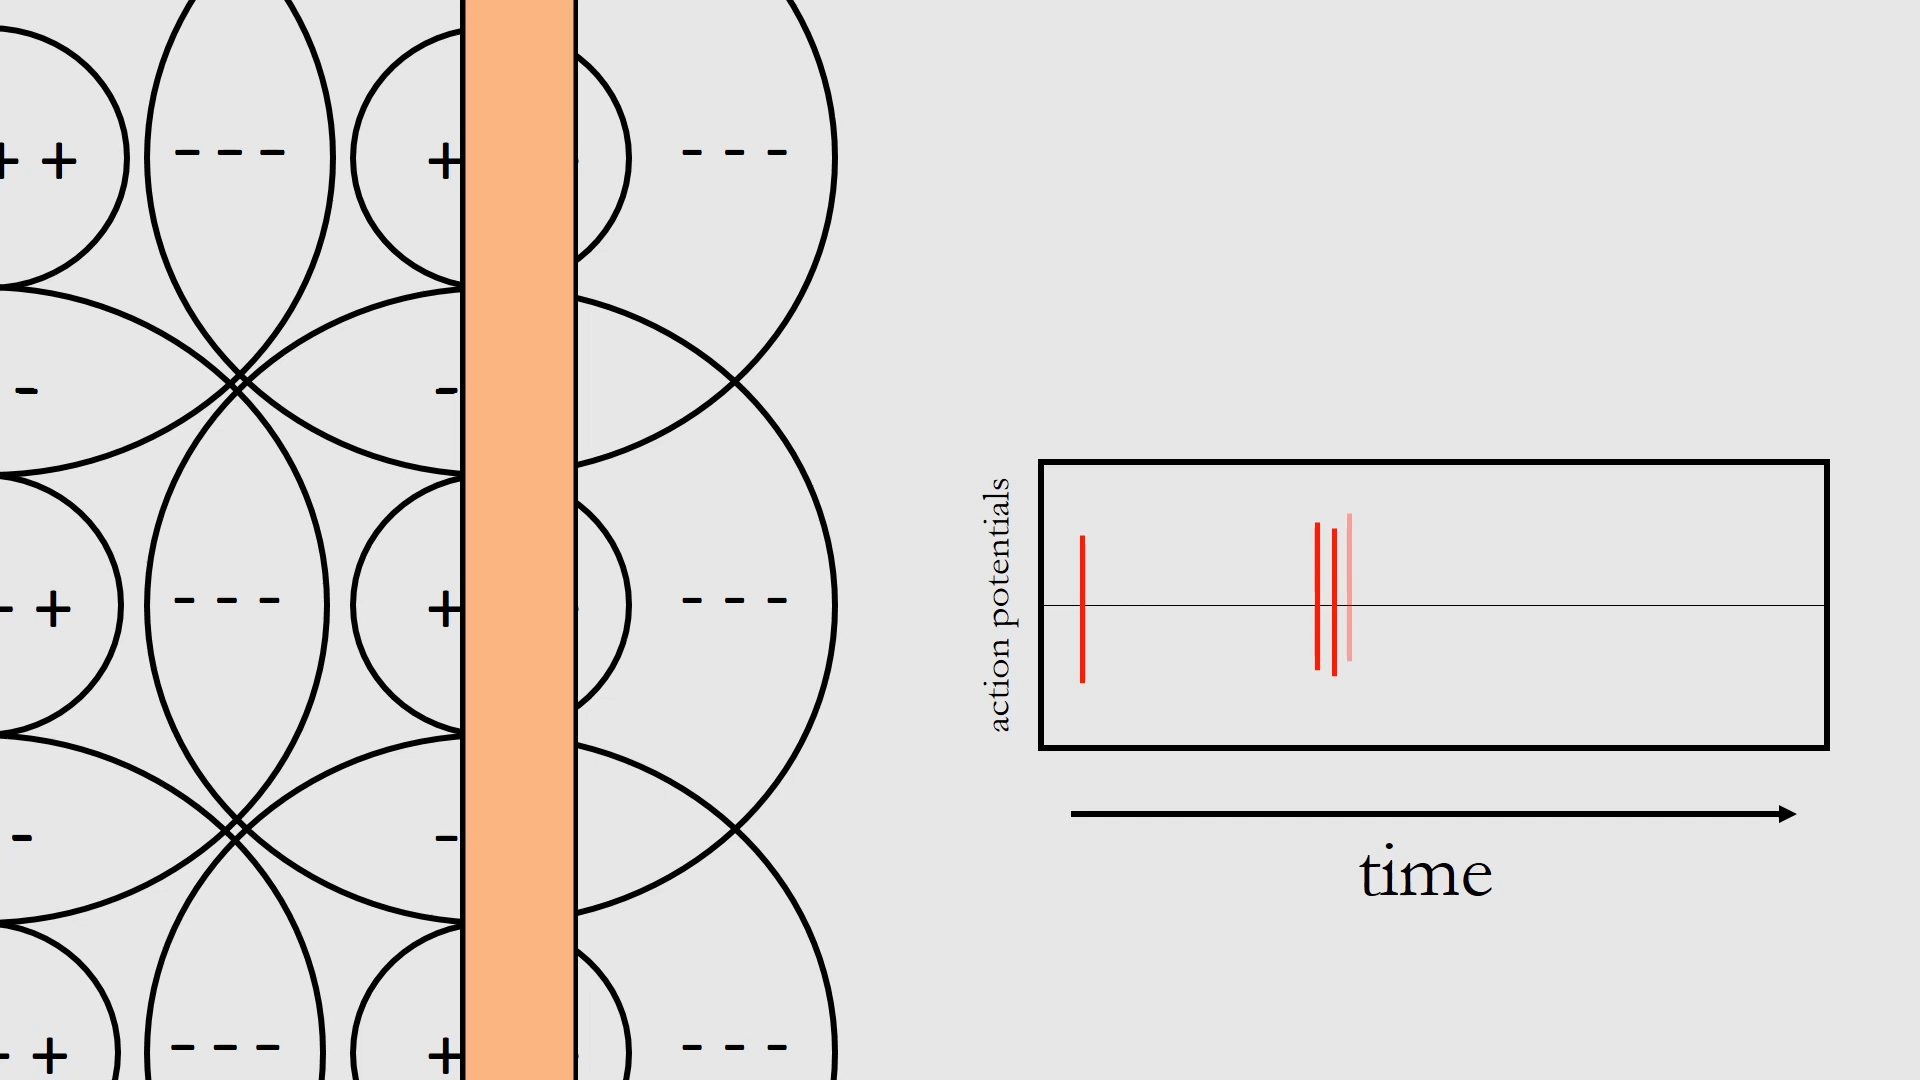 + + - - - + - - -
- -
- + - - - + - - -
- -
- + - - - + - - -
action potentials
time